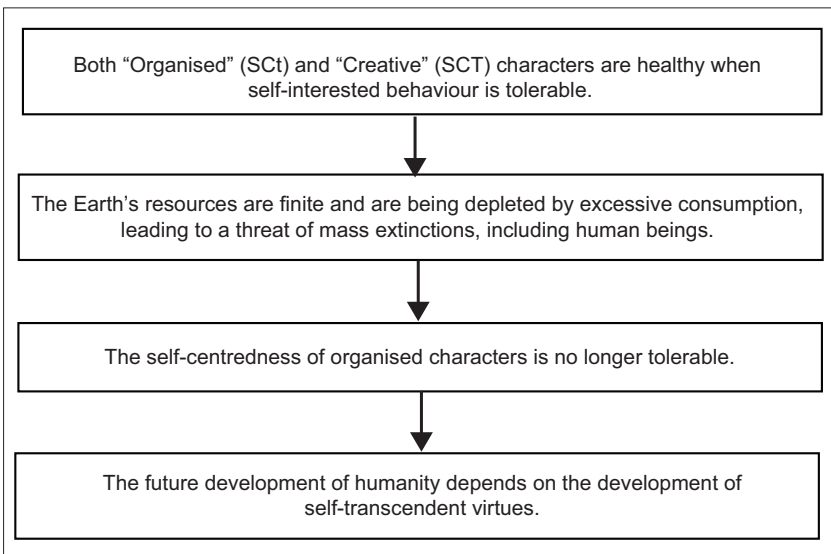 Both “Organised” (SCt) and “Creative” (SCT) characters are healthy when
self-interested behaviour is tolerable.
The Earth’s resources are finite and are being depleted by excessive consumption,
leading to a threat of mass extinctions, including human beings.
The self-centredness of organised characters is no longer tolerable.
The future development of humanity depends on the development of
self-transcendent virtues.